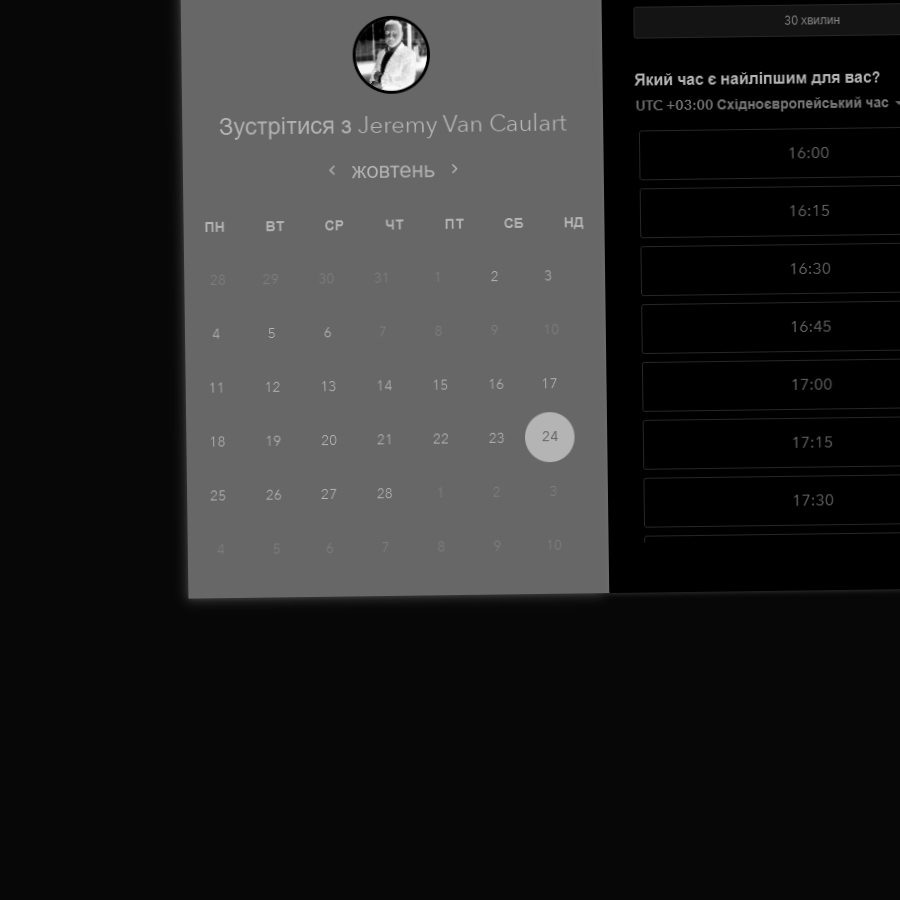 Зустрітися з Jeremy Van Caulart
жовтень
ПН ВТ СР ЧТ ПТ СБ НД
28 29 30 31 1 2 3
4 5 6 7 8 9 10
11 12 13 14 15 16 17
18 19 20 21 22 23 24
25 26 27 28 1 2 3
4 5 6 7 8 9 10
30 хвилин
Який час є найліпшим для вас?
UTC +03:00 Східноєвропейський час
16:00
16:15
16:30
16:45
17:00
17:15
17:30